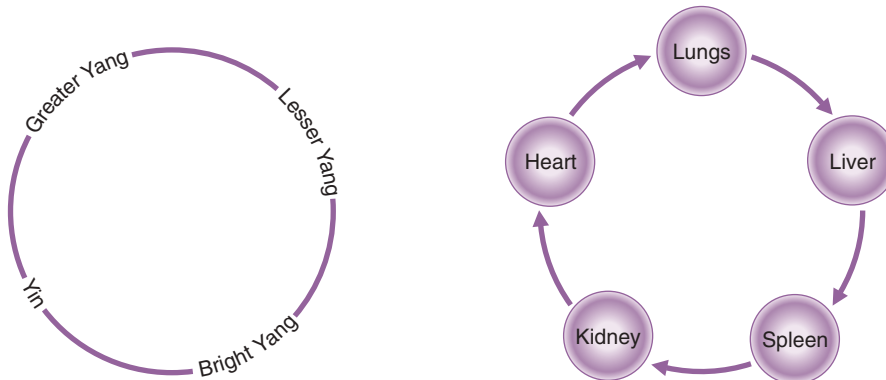 Greater Yang
Lesser Yang
Bright Yang
Yin
Lungs
Liver
Spleen
Kidney
Heart